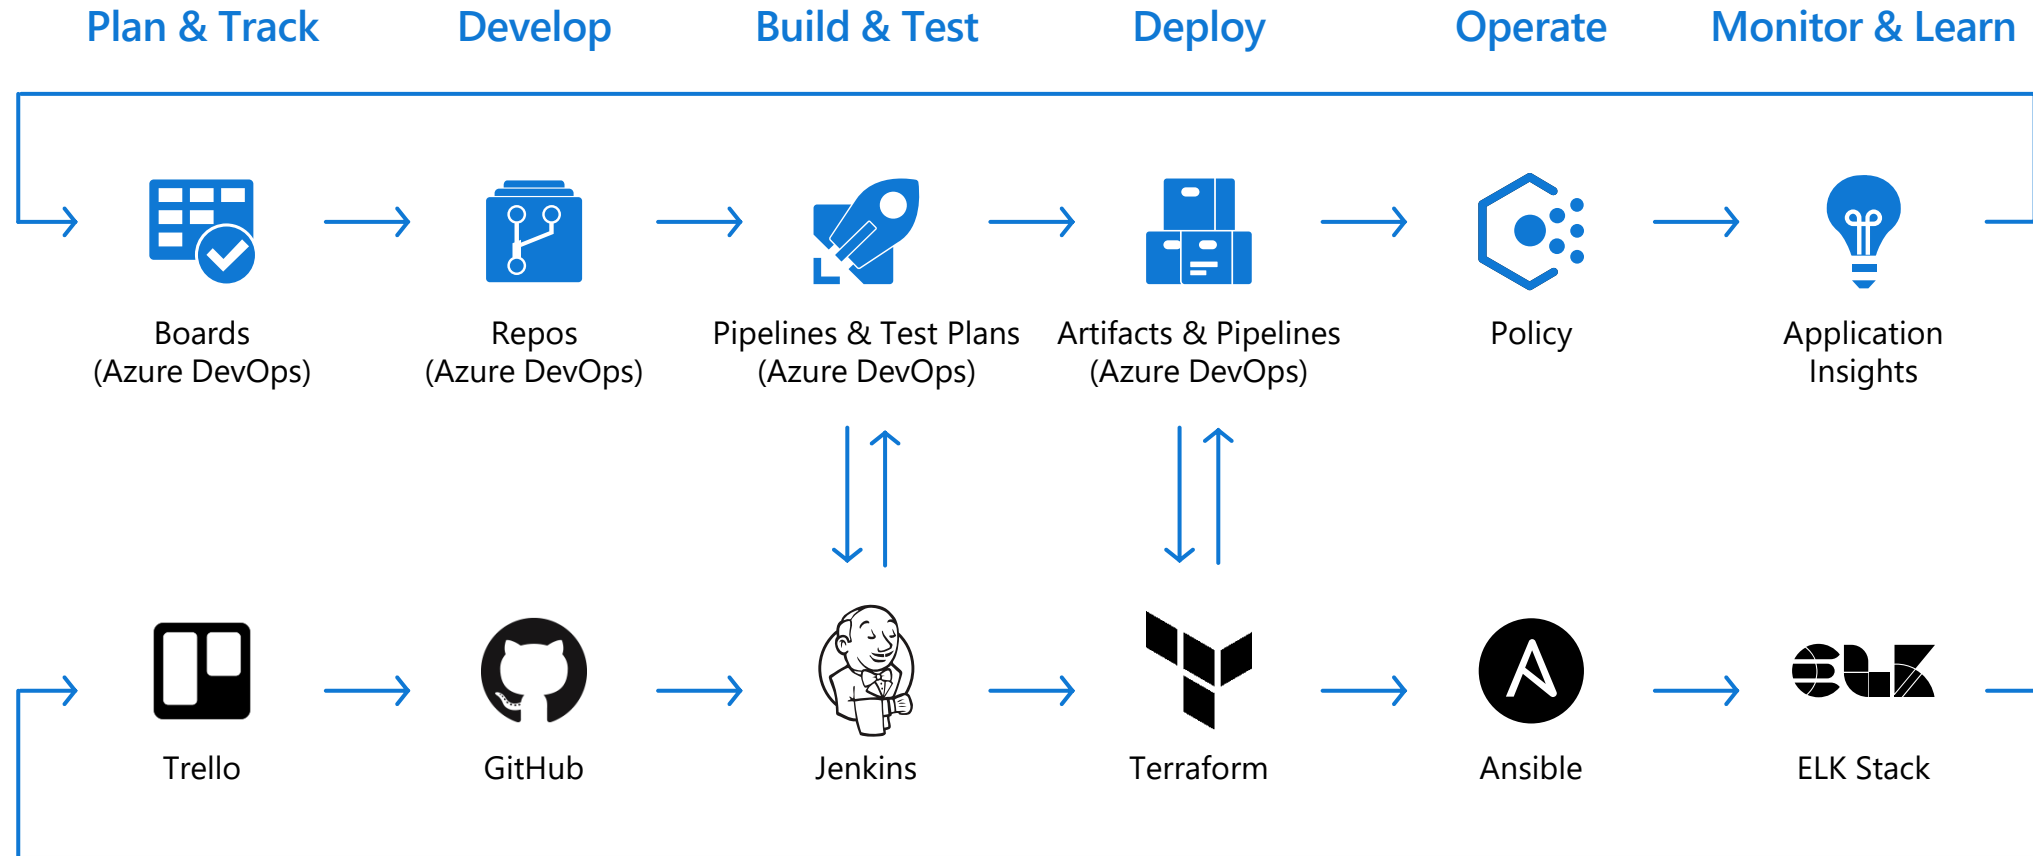 Plan & Track
Develop
Build & Test
Deploy
Operate
Monitor & Learn
Boards
(Azure DevOps)
Repos
(Azure DevOps)
Pipelines & Test Plans
(Azure DevOps)
Artifacts & Pipelines
(Azure DevOps)
Policy
Application
Insights
ELK
Trello
GitHub
Jenkins
Terraform
Ansible
ELK Stack